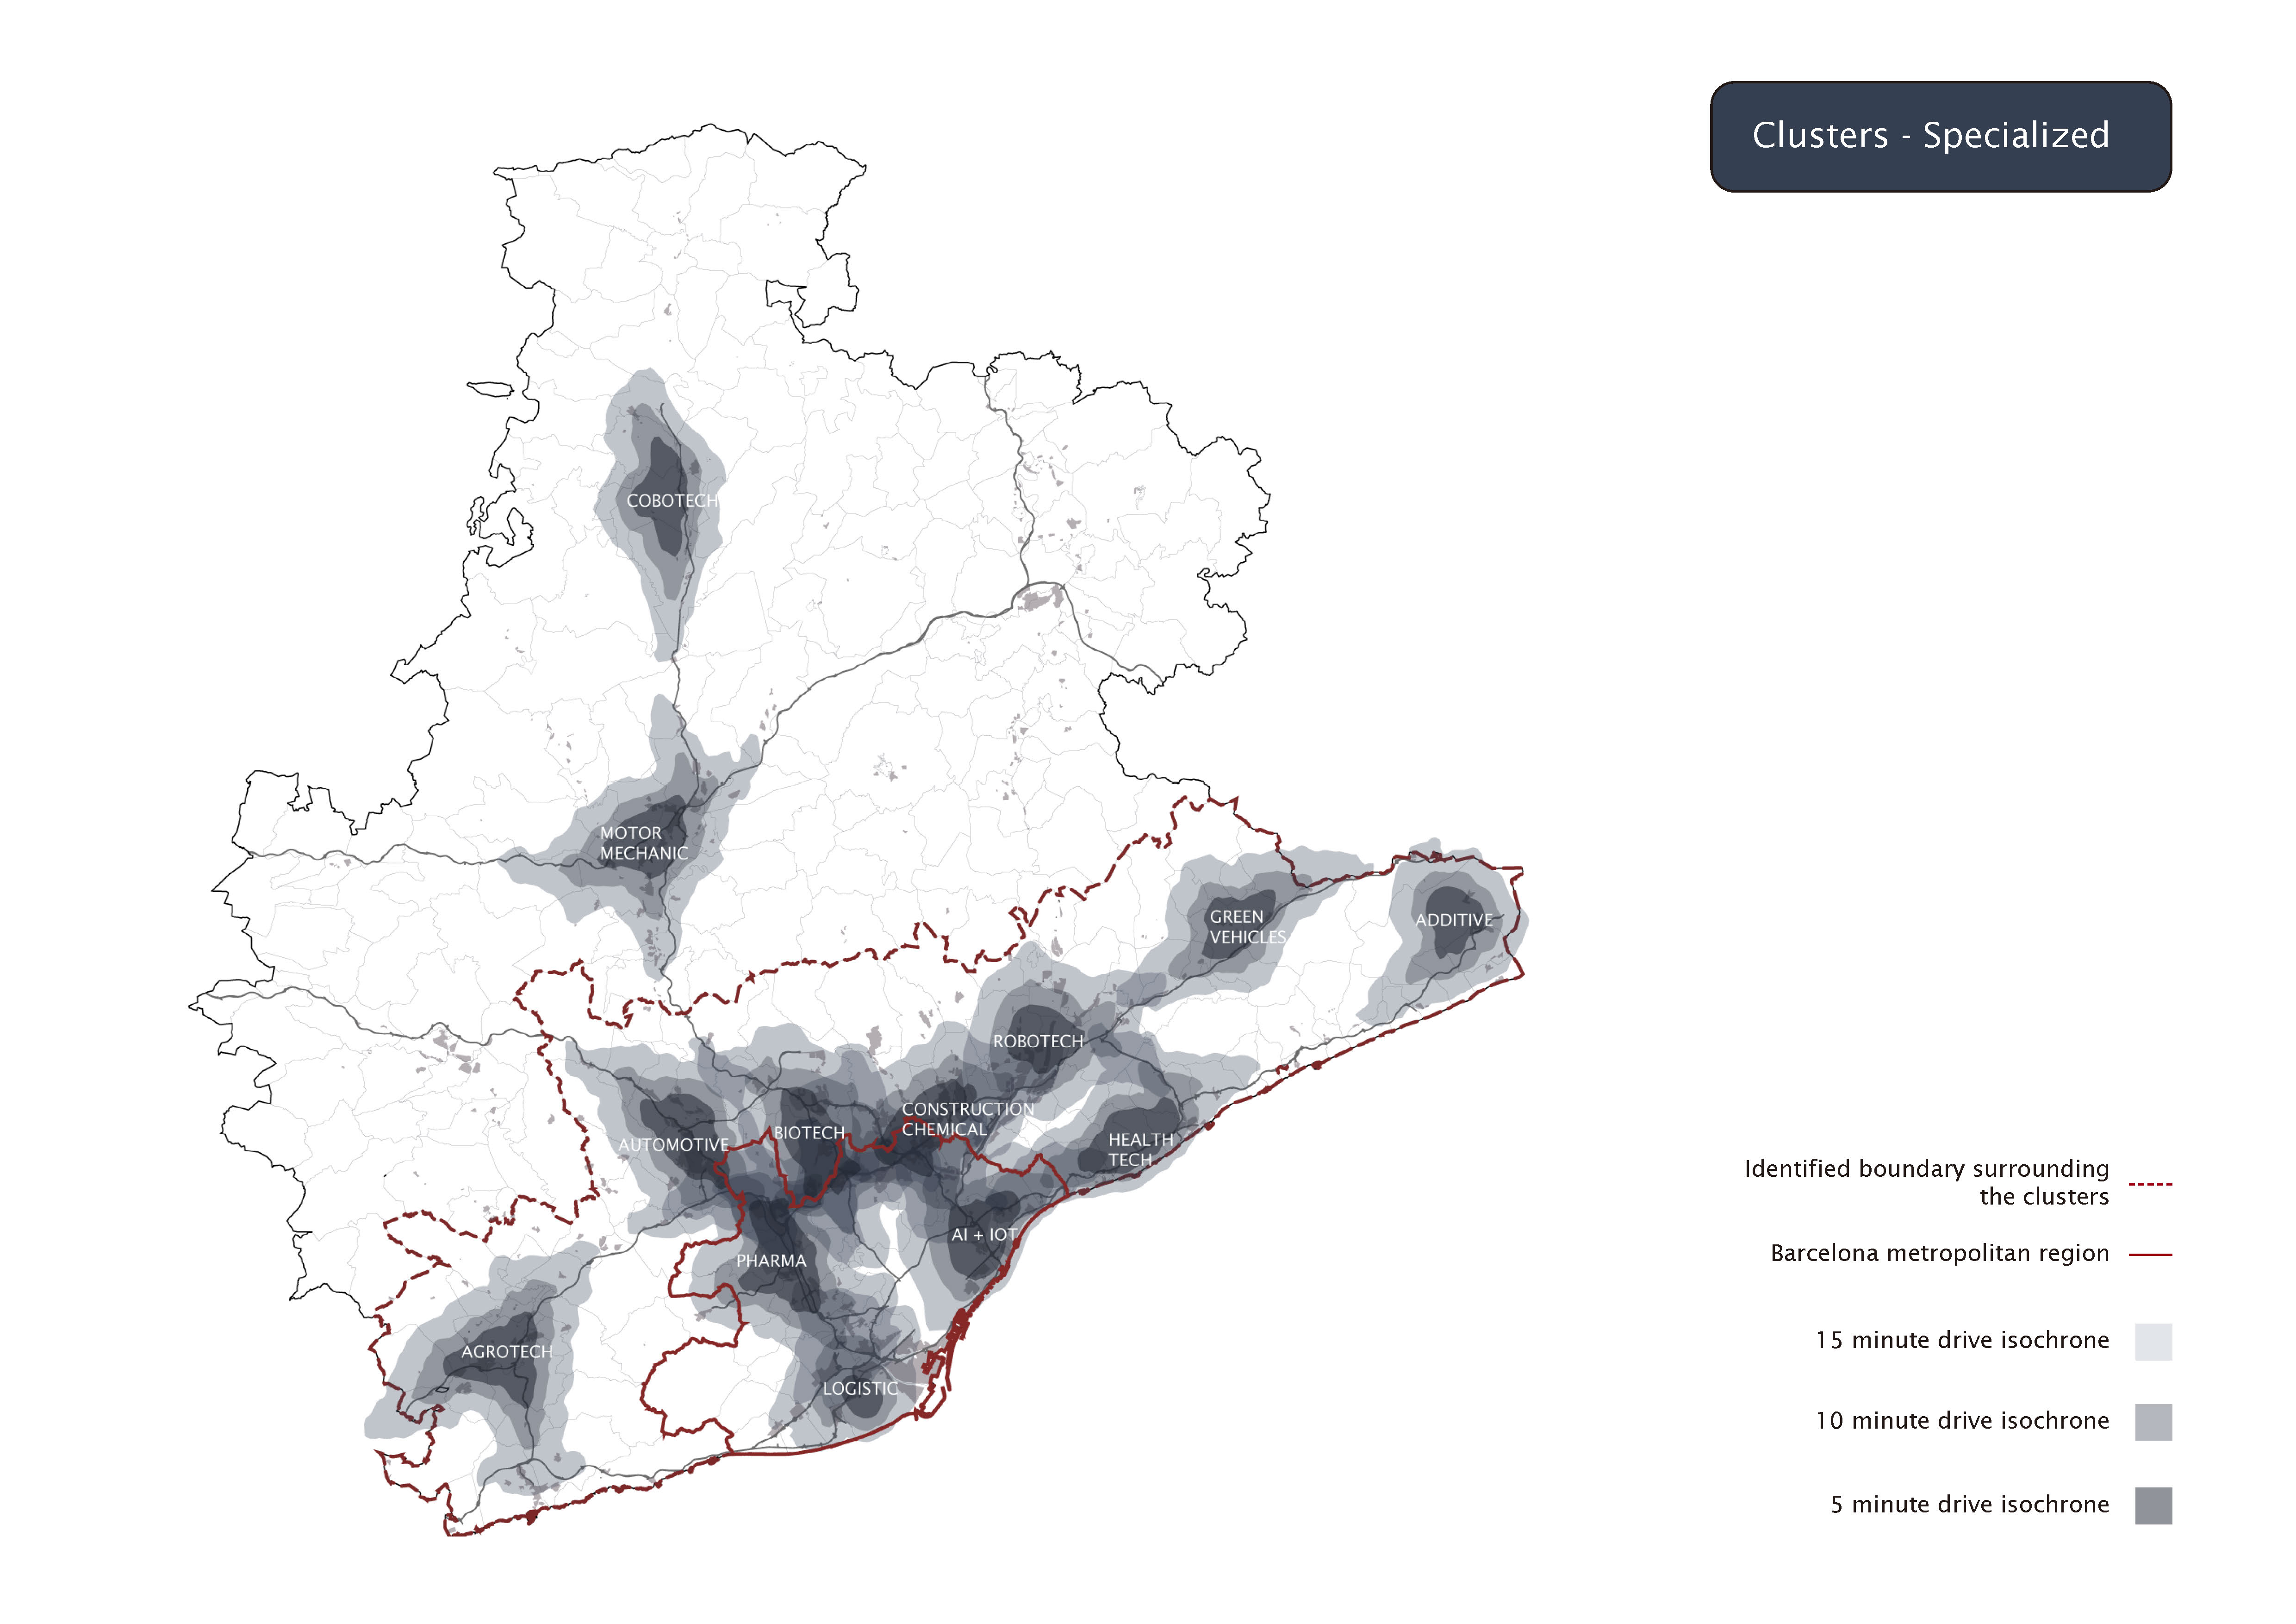 Clusters - Specialized
COBOTECH
MOTOR
MECHANIC
GREEN
VEHICLES
ADDITIVE
ROBOTECH
CONSTRUCTION
CHEMICAL
BIOTECH
AUTOMOTIVE
HEALTH
TECH
AI + IOT
PHARMA
AGROTECH
LOGISTIC
Identified boundary surrounding
the clusters
Barcelona metropolitan region
15 minute drive isochrone
10 minute drive isochrone
5 minute drive isochrone